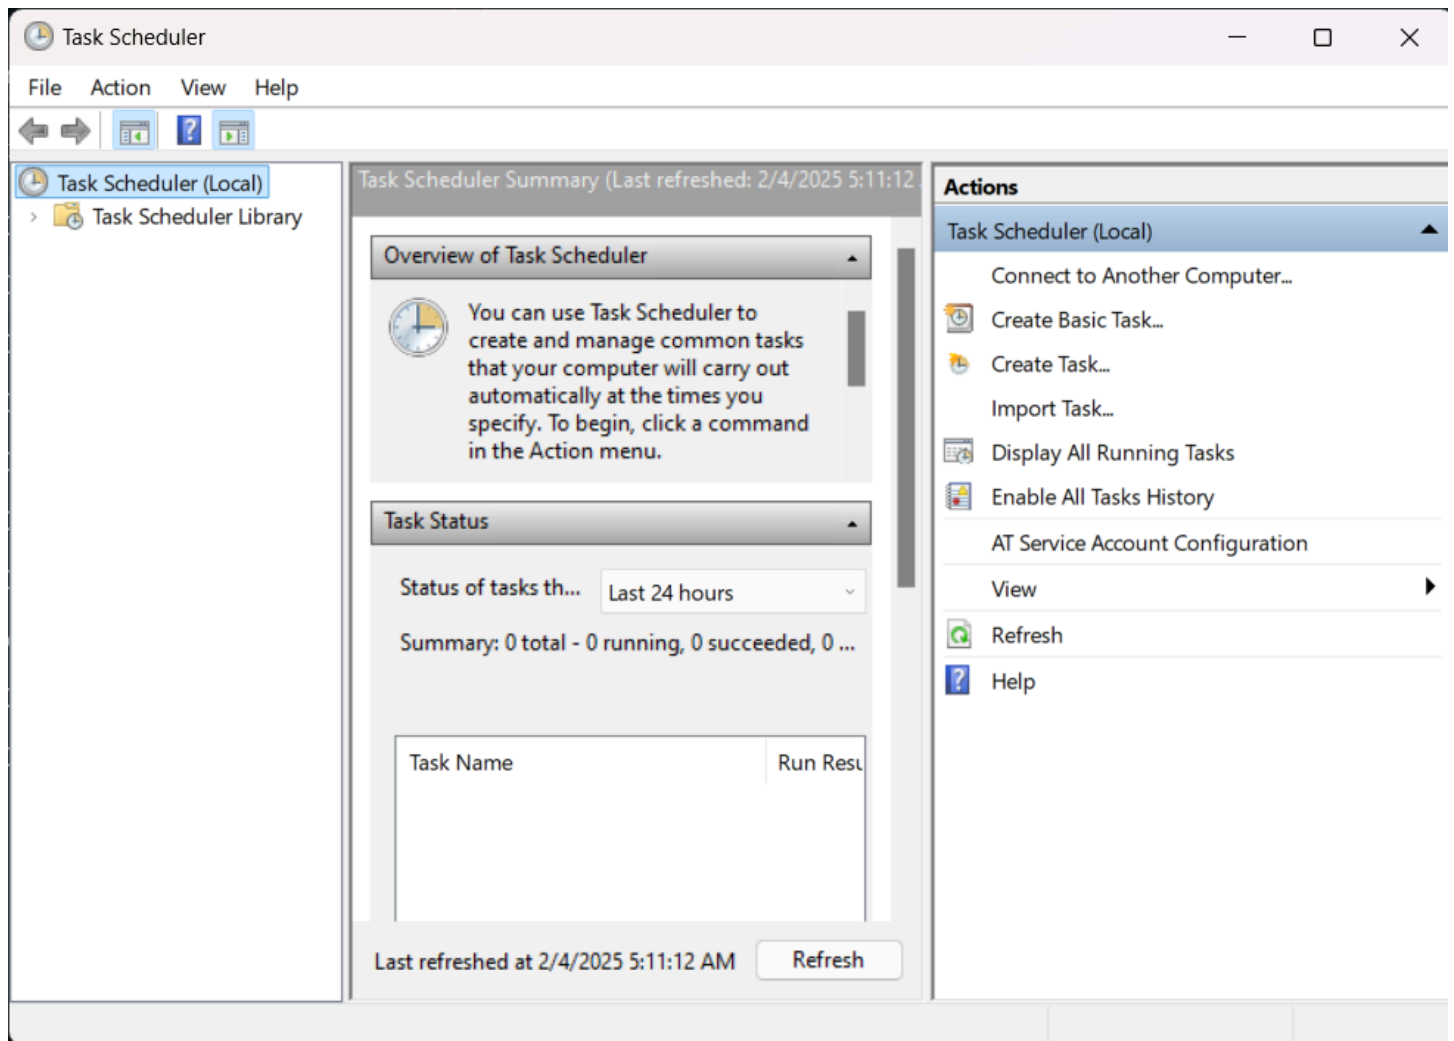 Task Scheduler
File Action View Help
Task Scheduler (Local)
Task Scheduler Library
Task Scheduler Summary (Last refreshed: 2/4/2025 5:11:12
Overview of Task Scheduler
You can use Task Scheduler to
create and manage common tasks
that your computer will carry out
automatically at the times you
specify. To begin, click a command
in the Action menu.
Task Status
Status of tasks th...
Last 24 hours
Summary: 0 total - 0 running, 0 succeeded, 0 ...
Task Name
Run Resu
Last refreshed at 2/4/2025 5:11:12 AM
Refresh
Actions
Task Scheduler (Local)
Connect to Another Computer...
Create Basic Task...
Create Task...
Import Task...
Display All Running Tasks
Enable All Tasks History
AT Service Account Configuration
View
Refresh
Help